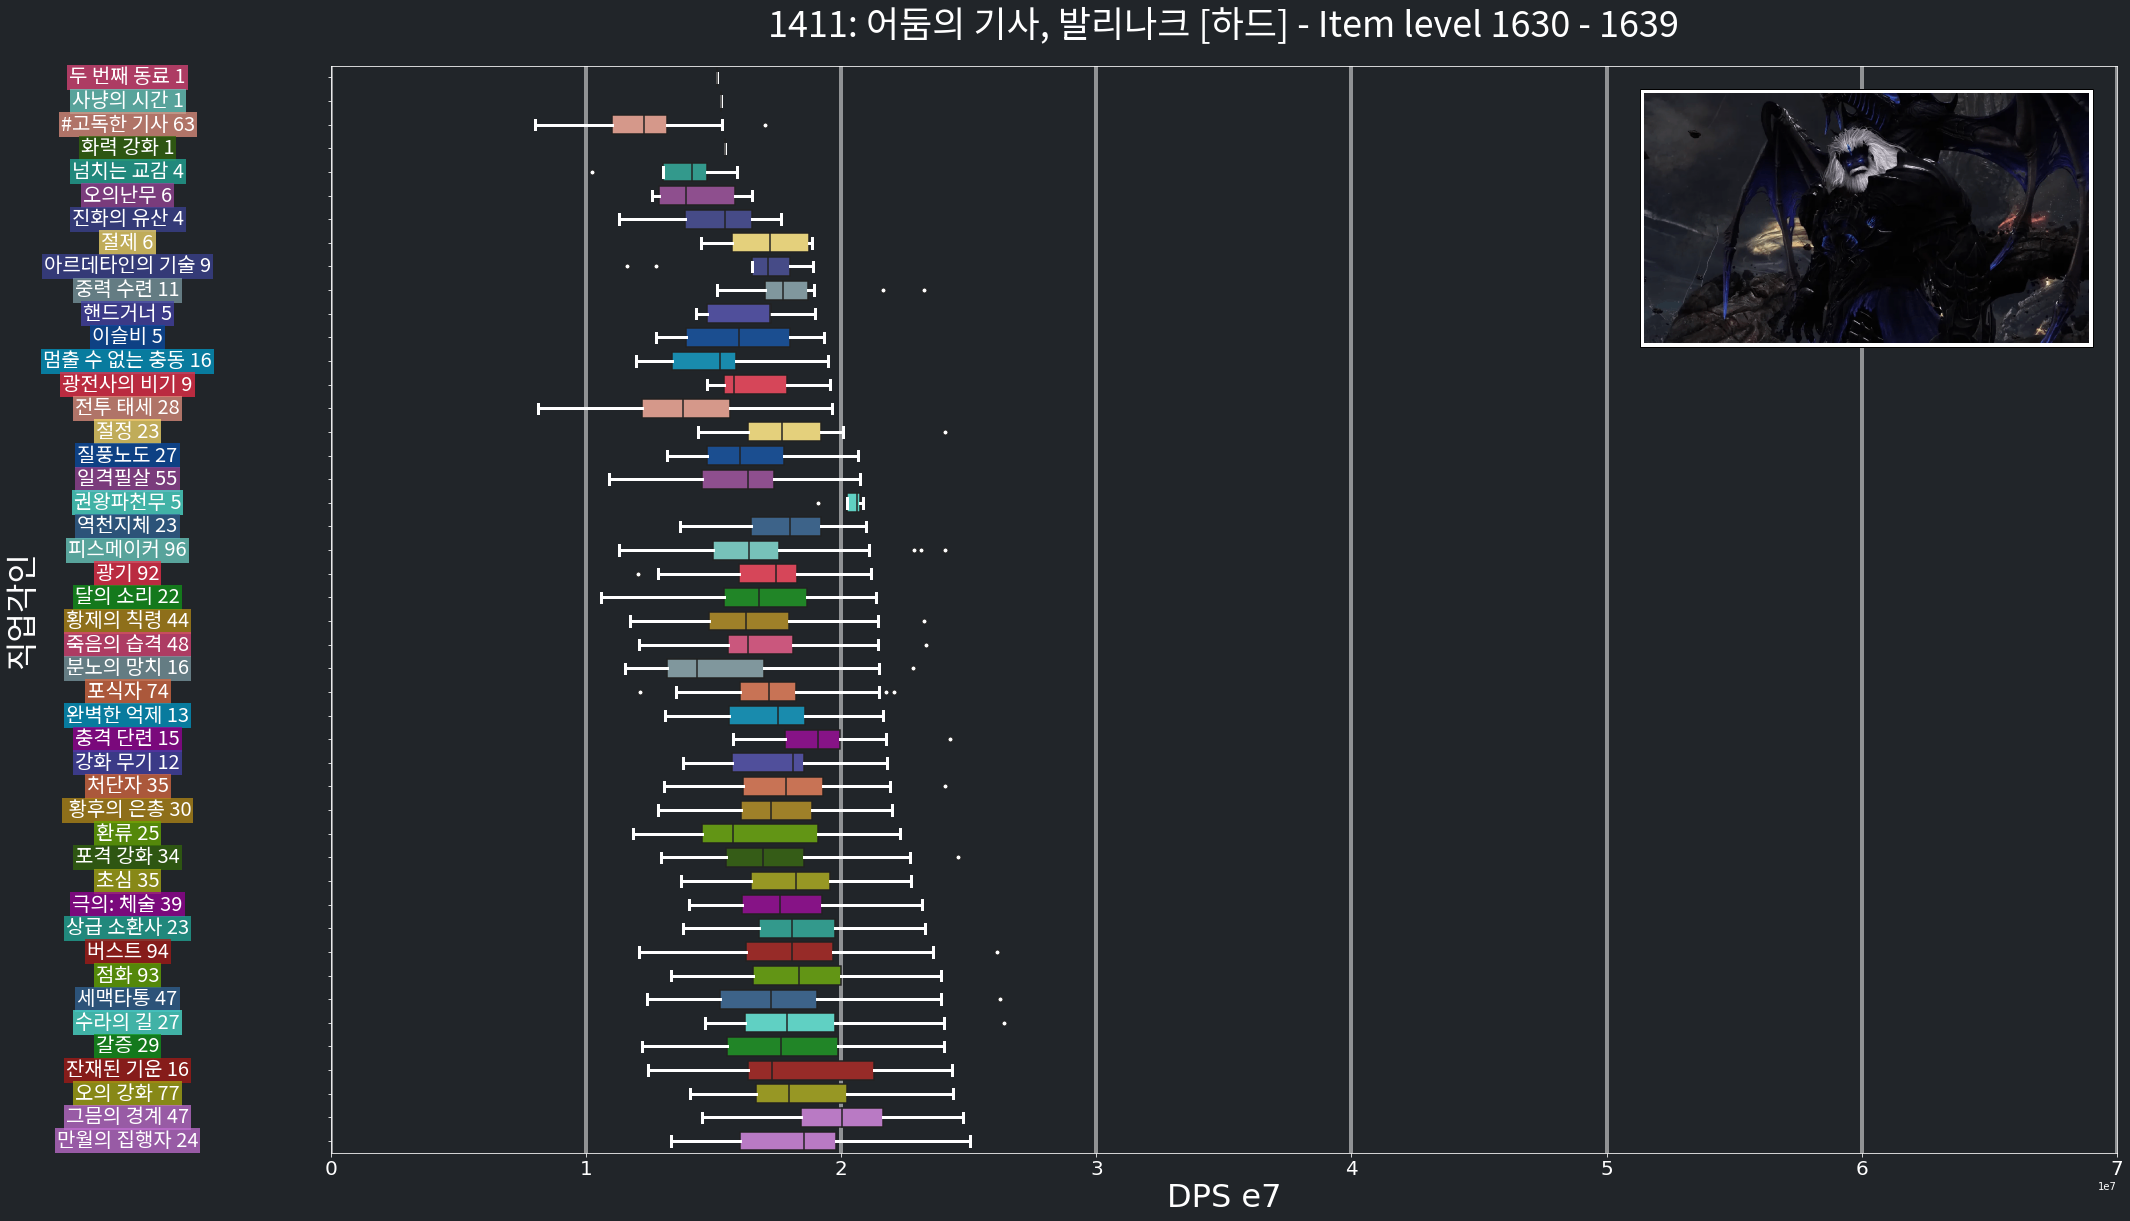 1411: 어둠의 기사, 발리나크 [하드] - Item level 1630 - 1639
두 번째 동료 1
사냥의 시간 1
#고독한 기사 63
화력 강화 1
넘치는 교감 4
오의난무 6
진화의 유산 4
절제 6
아르데타인의 기술 9
중력 수련 11
핸드거너 5
이슬비 5
멈출 수 없는 충동 16
광전사의 비기 9
전투 태세 28
절정 23
질풍노도 27
일격필살 55
권왕파천무 5
역천지체 23
피스메이커 96
광기 92
달의 소리 22
황제의 칙령 44
죽음의 습격 48
분노의 망치 16
포식자 74
완벽한 억제 13
충격 단련 15
강화 무기 12
처단자 35
황후의 은총 30
환류 25
포격 강화 34
초심 35
극의: 체술 39
상급 소환사 23
버스트 94
점화 93
세맥타통 47
수라의 길 27
갈증 29
잔재된 기운 16
오의 강화 77
그믐의 경계 47
만월의 집행자 24
직업각인
0 1 2 3 4 5 6 7
1e7
DPS e7